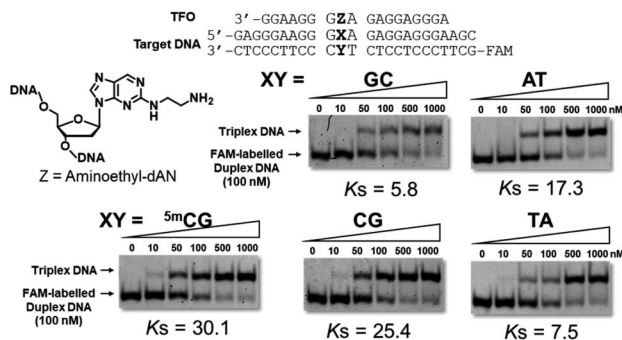 TFO 3'-GGAAGG GZA GAGGAGGGA
5'-GAGGGAAGG GXA GAGGAGGGAAGC
Target DNA
3'-CTCCCTTCC CYT CTCCTCCCTTCG-FAM
DNA
O
O
DNA
N
N
N
N
N
H
NH2
Z = Aminoethyl-dAN
XY = GC
0 10 50 100 500 1000
Triplex DNA
FAM-labelled
Duplex DNA
(100 nM)
Ks = 5.8
AT
0 10 50 100 500 1000 nM
Ks = 17.3
XY = 5mCG
0 10 50 100 500 1000
Triplex DNA
FAM-labelled
Duplex DNA
(100 nM)
Ks = 30.1
CG
0 10 50 100 500 1000
Ks = 25.4
TA
0 10 50 100 500 1000 nM
Ks = 7.5